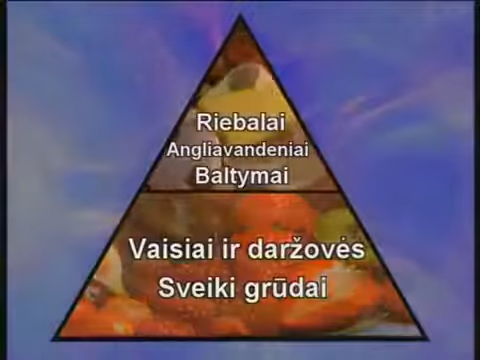 Riebalai
Angliavandeniai
Baltymai
Vaisiai ir daržovės
Sveiki grūdai